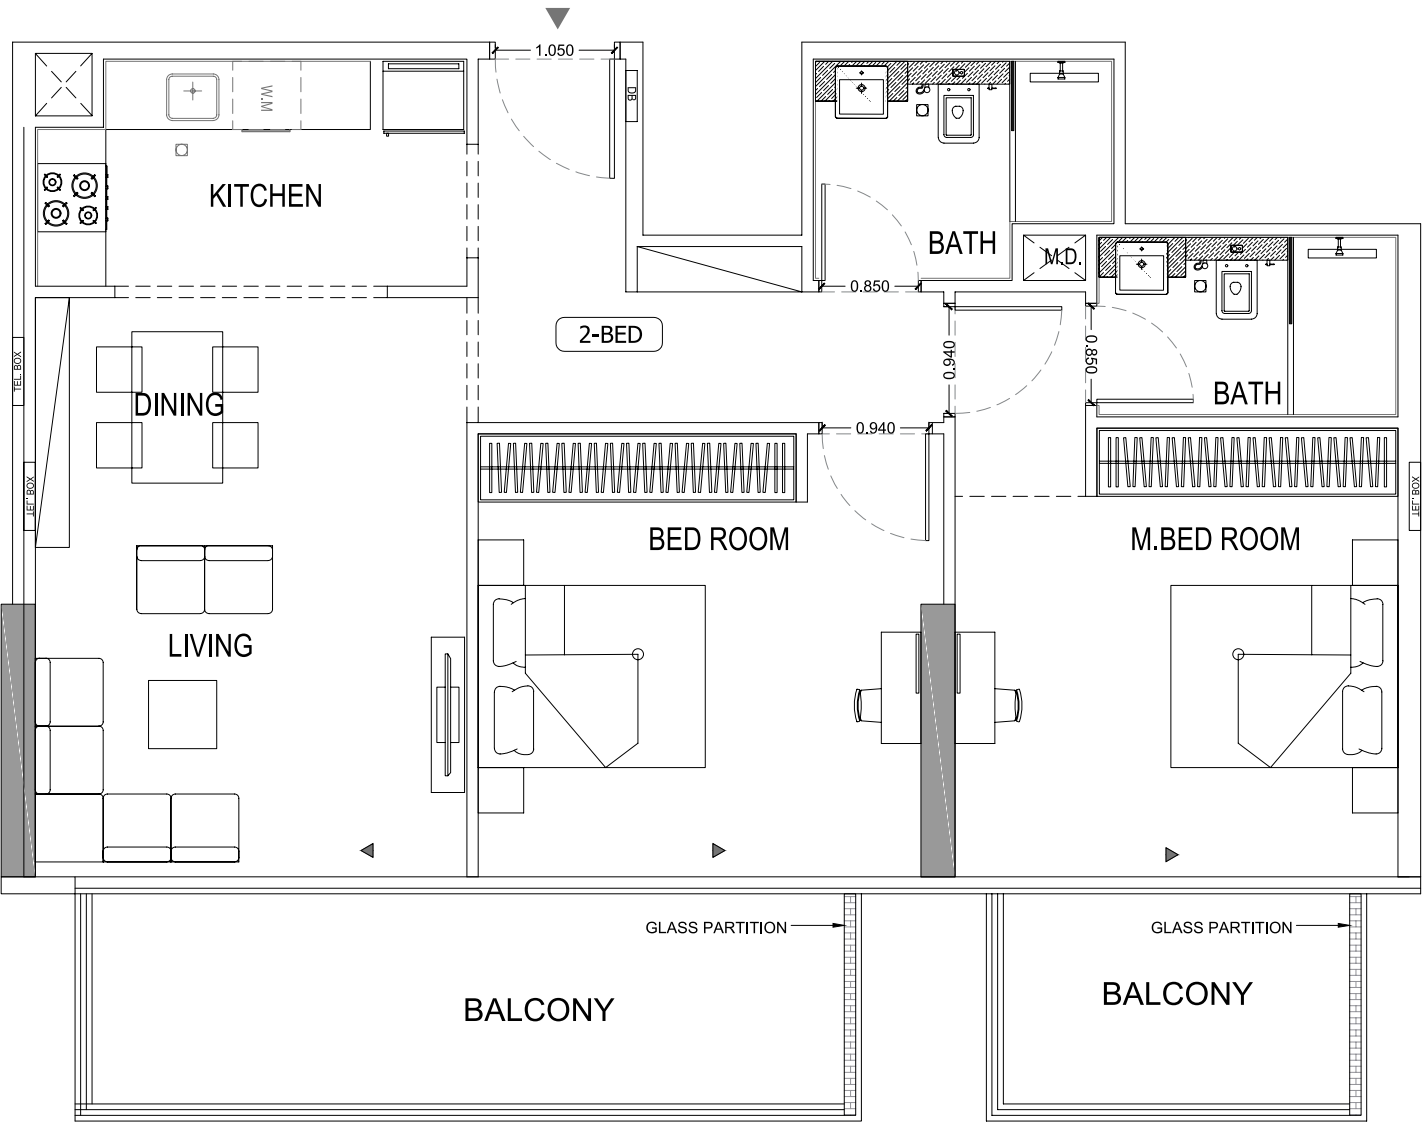 1.050
W.M
DB
KITCHEN
BATH
M.D.
0.850
2-BED
0.940
0.850
TEL. BOX
DINING
BATH
0.940
TEL. BOX
TEL. BOX
BED ROOM
M.BED ROOM
LIVING
GLASS PARTITION
GLASS PARTITION
BALCONY
BALCONY